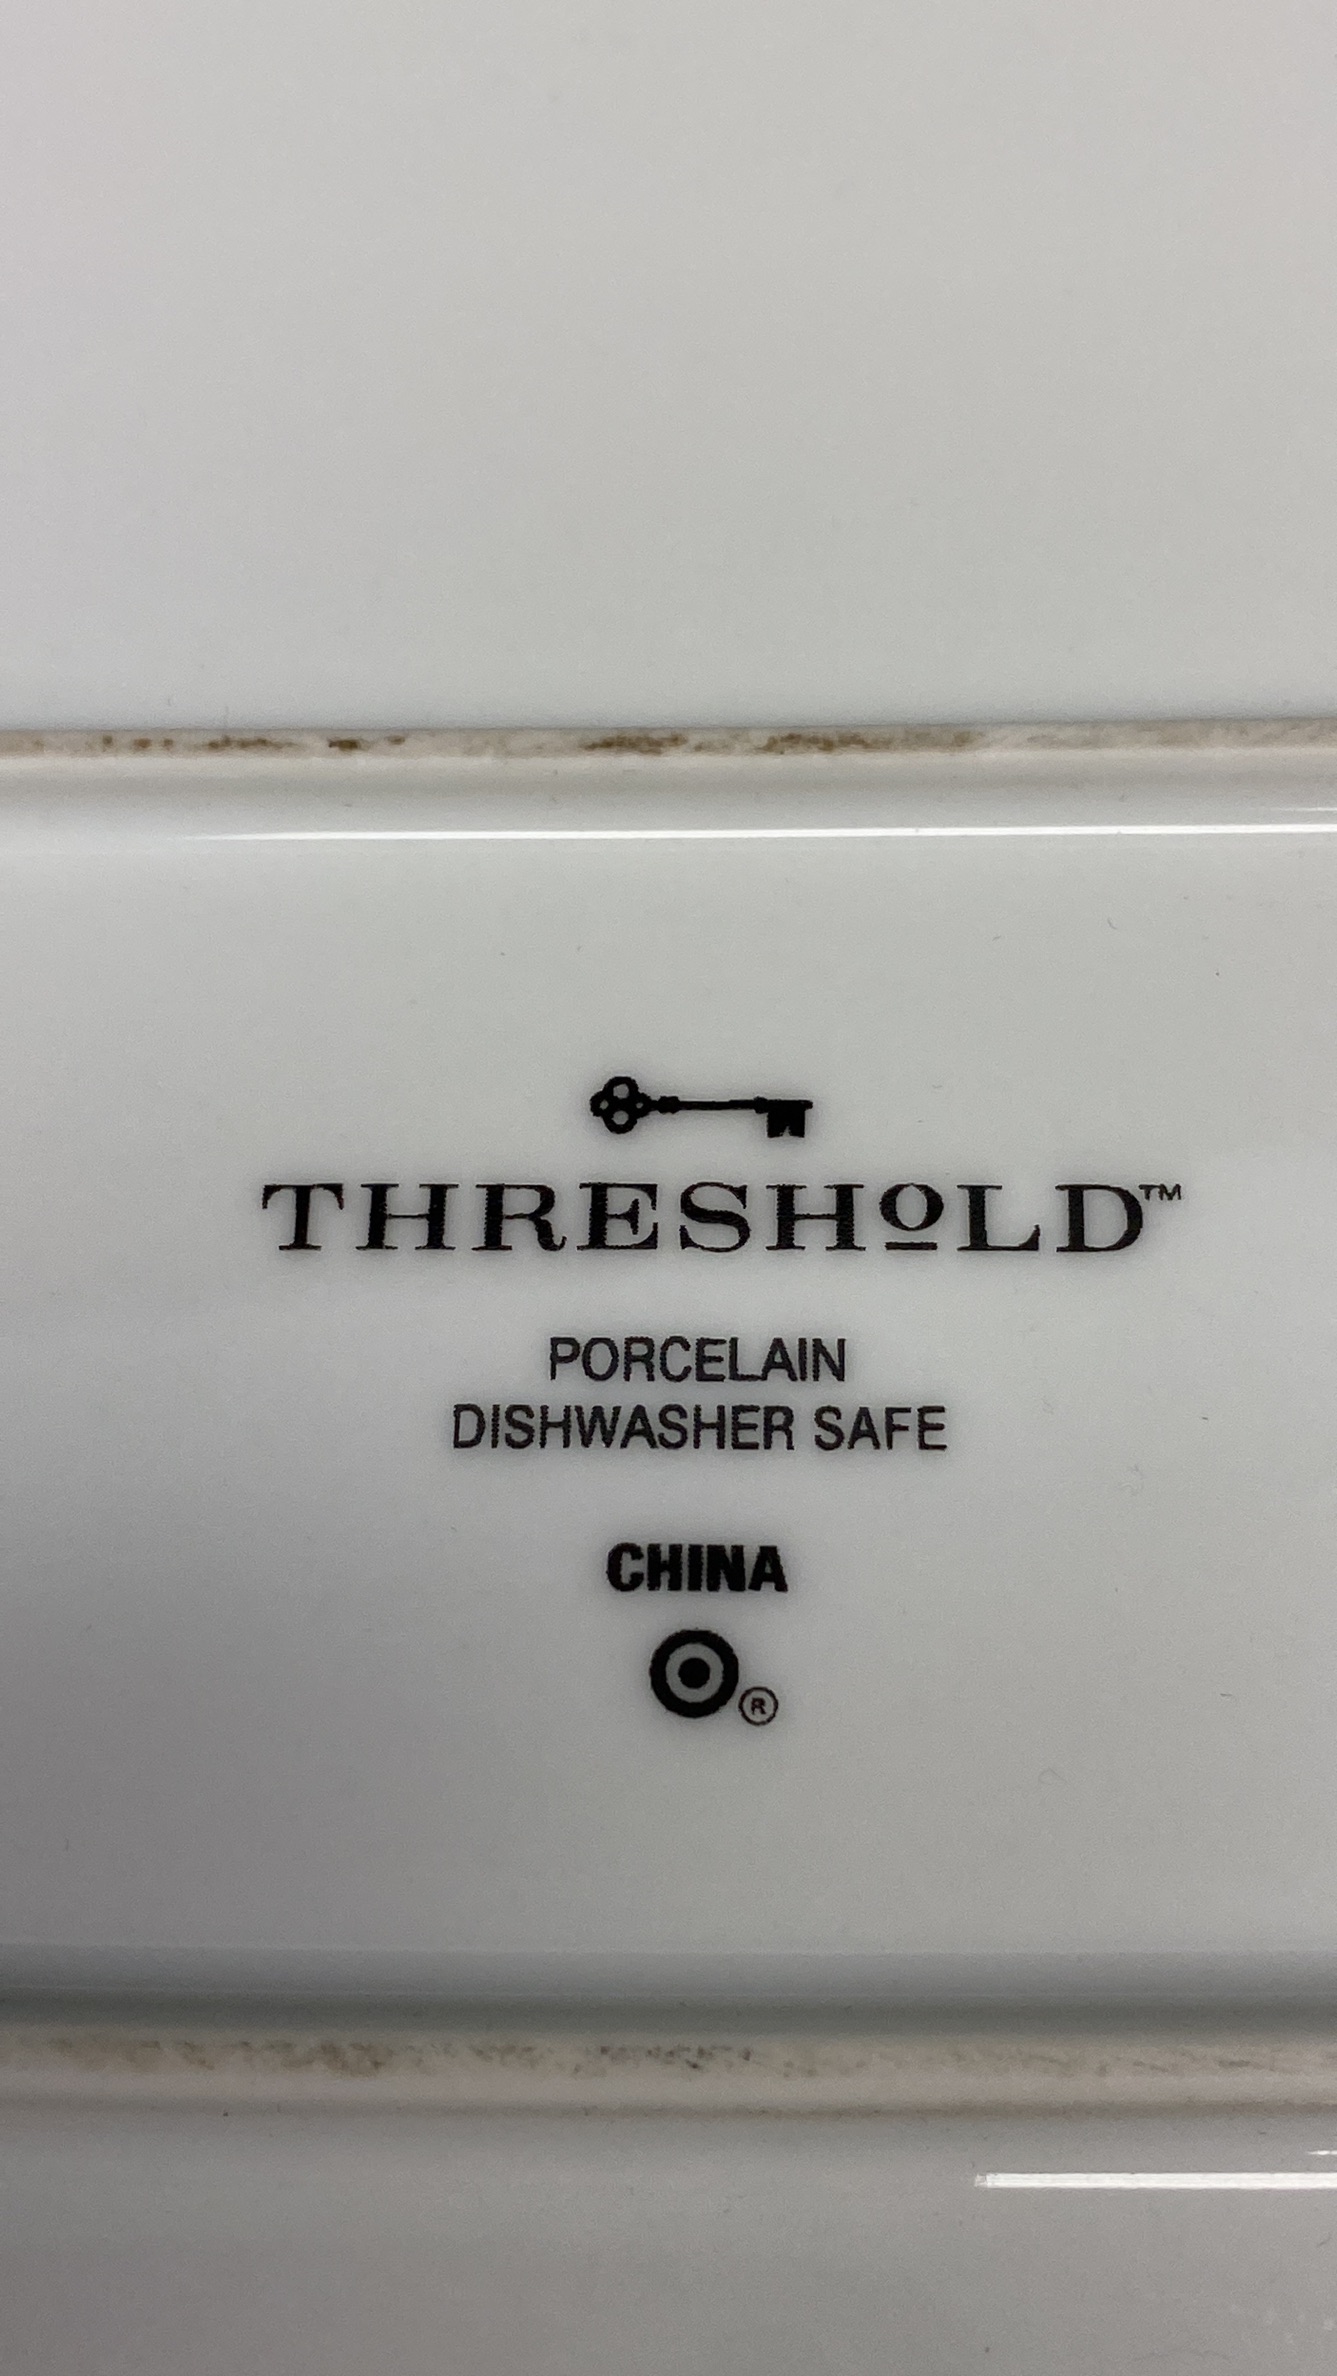 THRESHOLD™
PORCELAIN
DISHWASHER SAFE
CHINA
®